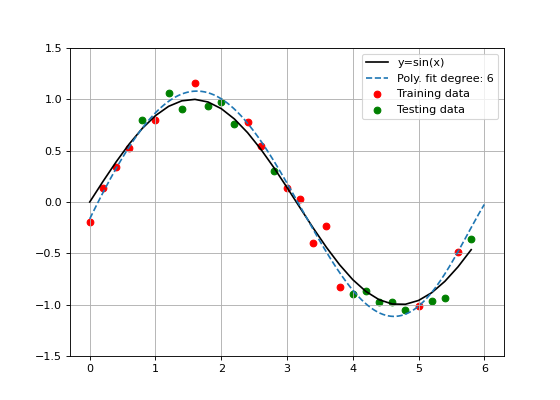 1.5
1.0
0.5
0.0
−0.5
−1.0
−1.5
0 1 2 3 4 5 6
y=sin(x)
Poly. fit degree: 6
Training data
Testing data